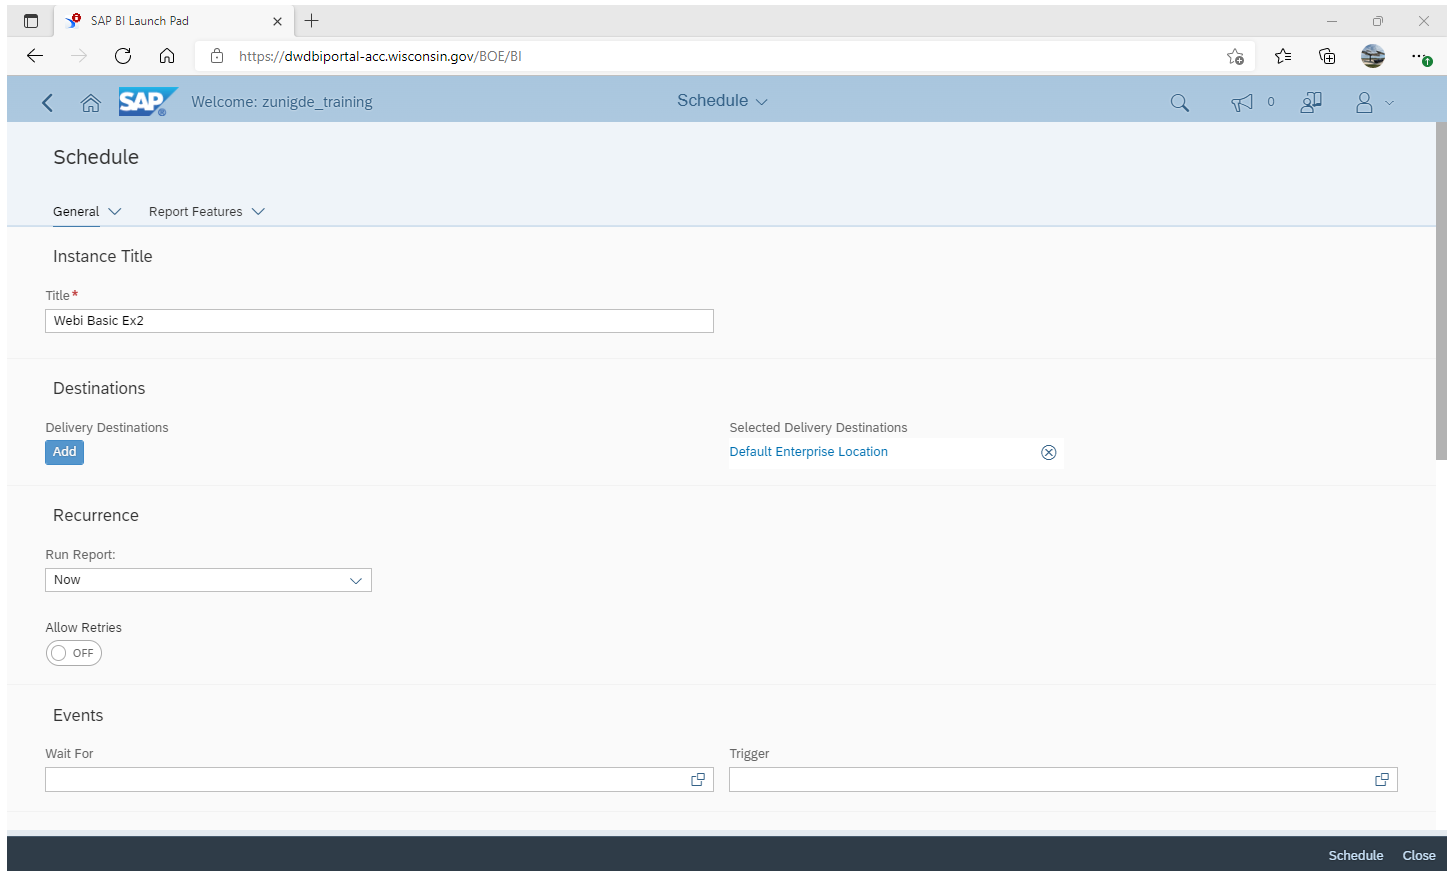 SAP BI Launch Pad
https://dwdbiportal-acc.wisconsin.gov/BOE/BI
SAP® Welcome: zunigde_training Schedule 0
Schedule
General Report Features
Instance Title
Title*
Webi Basic Ex2
Destinations
Delivery Destinations Selected Delivery Destinations
Add Default Enterprise Location
Recurrence
Run Report:
Now
Allow Retries
OFF
Events
Wait For Trigger
Schedule Close